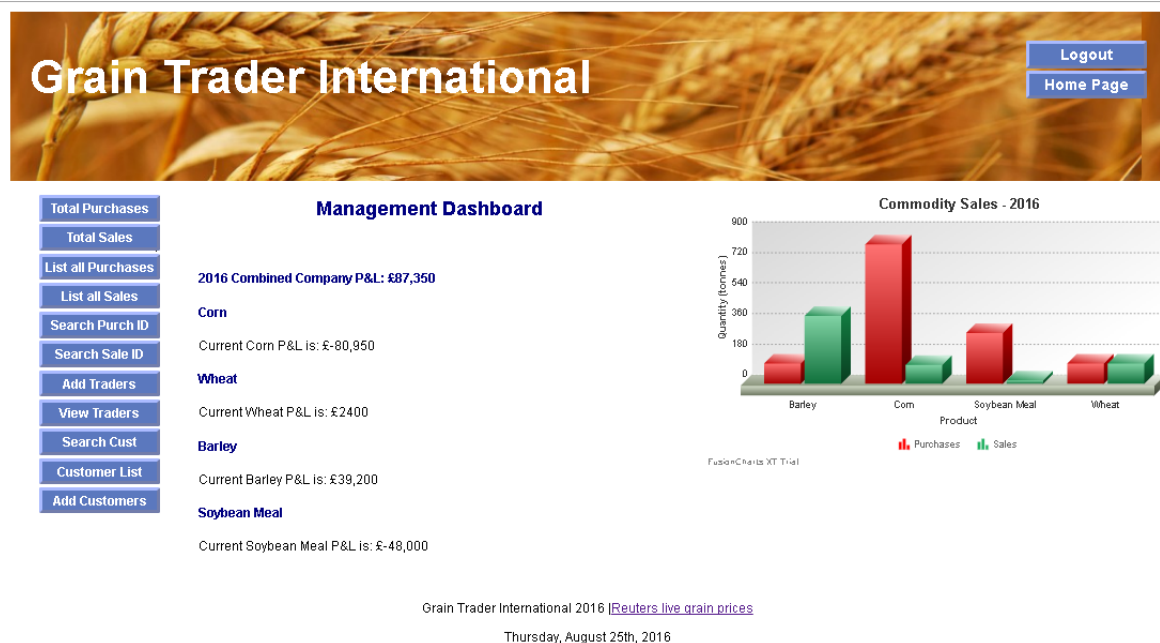 Grain Trader International
Logout
Home Page
Total Purchases
Total Sales
List all Purchases
List all Sales
Search Purch ID
Search Sale ID
Add Traders
View Traders
Search Cust
Customer List
Add Customers
Management Dashboard
2016 Combined Company P&L: £87,350
Corn
Current Corn P&L is: £-80,950
Wheat
Current Wheat P&L is: £2400
Barley
Current Barley P&L is: £39,200
Soybean Meal
Current Soybean Meal P&L is: £-48,000
Commodity Sales - 2016
Quantity (tonnes)
900
720
540
360
180
0
Barley Corn Soybean Meal Wheat
Product
Purchases Sales
FusionCharts XT Trial
Grain Trader International 2016 |Reuters live grain prices
Thursday, August 25th, 2016